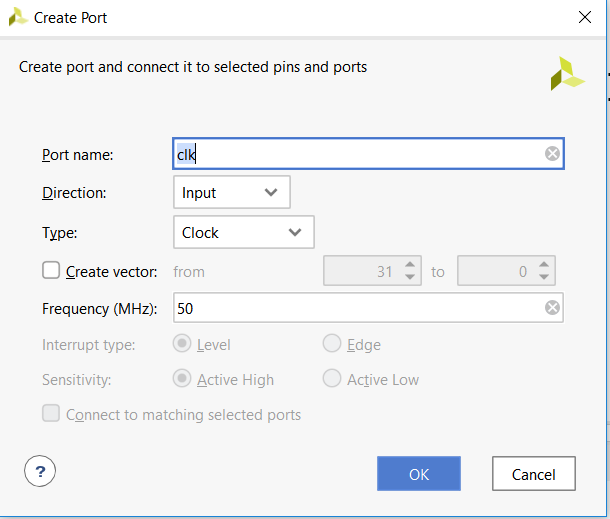 Create Port
Create port and connect it to selected pins and ports
Port name: clk
Direction: Input
Type: Clock
Create vector: from 31 to 0
Frequency (MHz): 50
Interrupt type: Level Edge
Sensitivity: Active High Active Low
Connect to matching selected ports
? OK Cancel